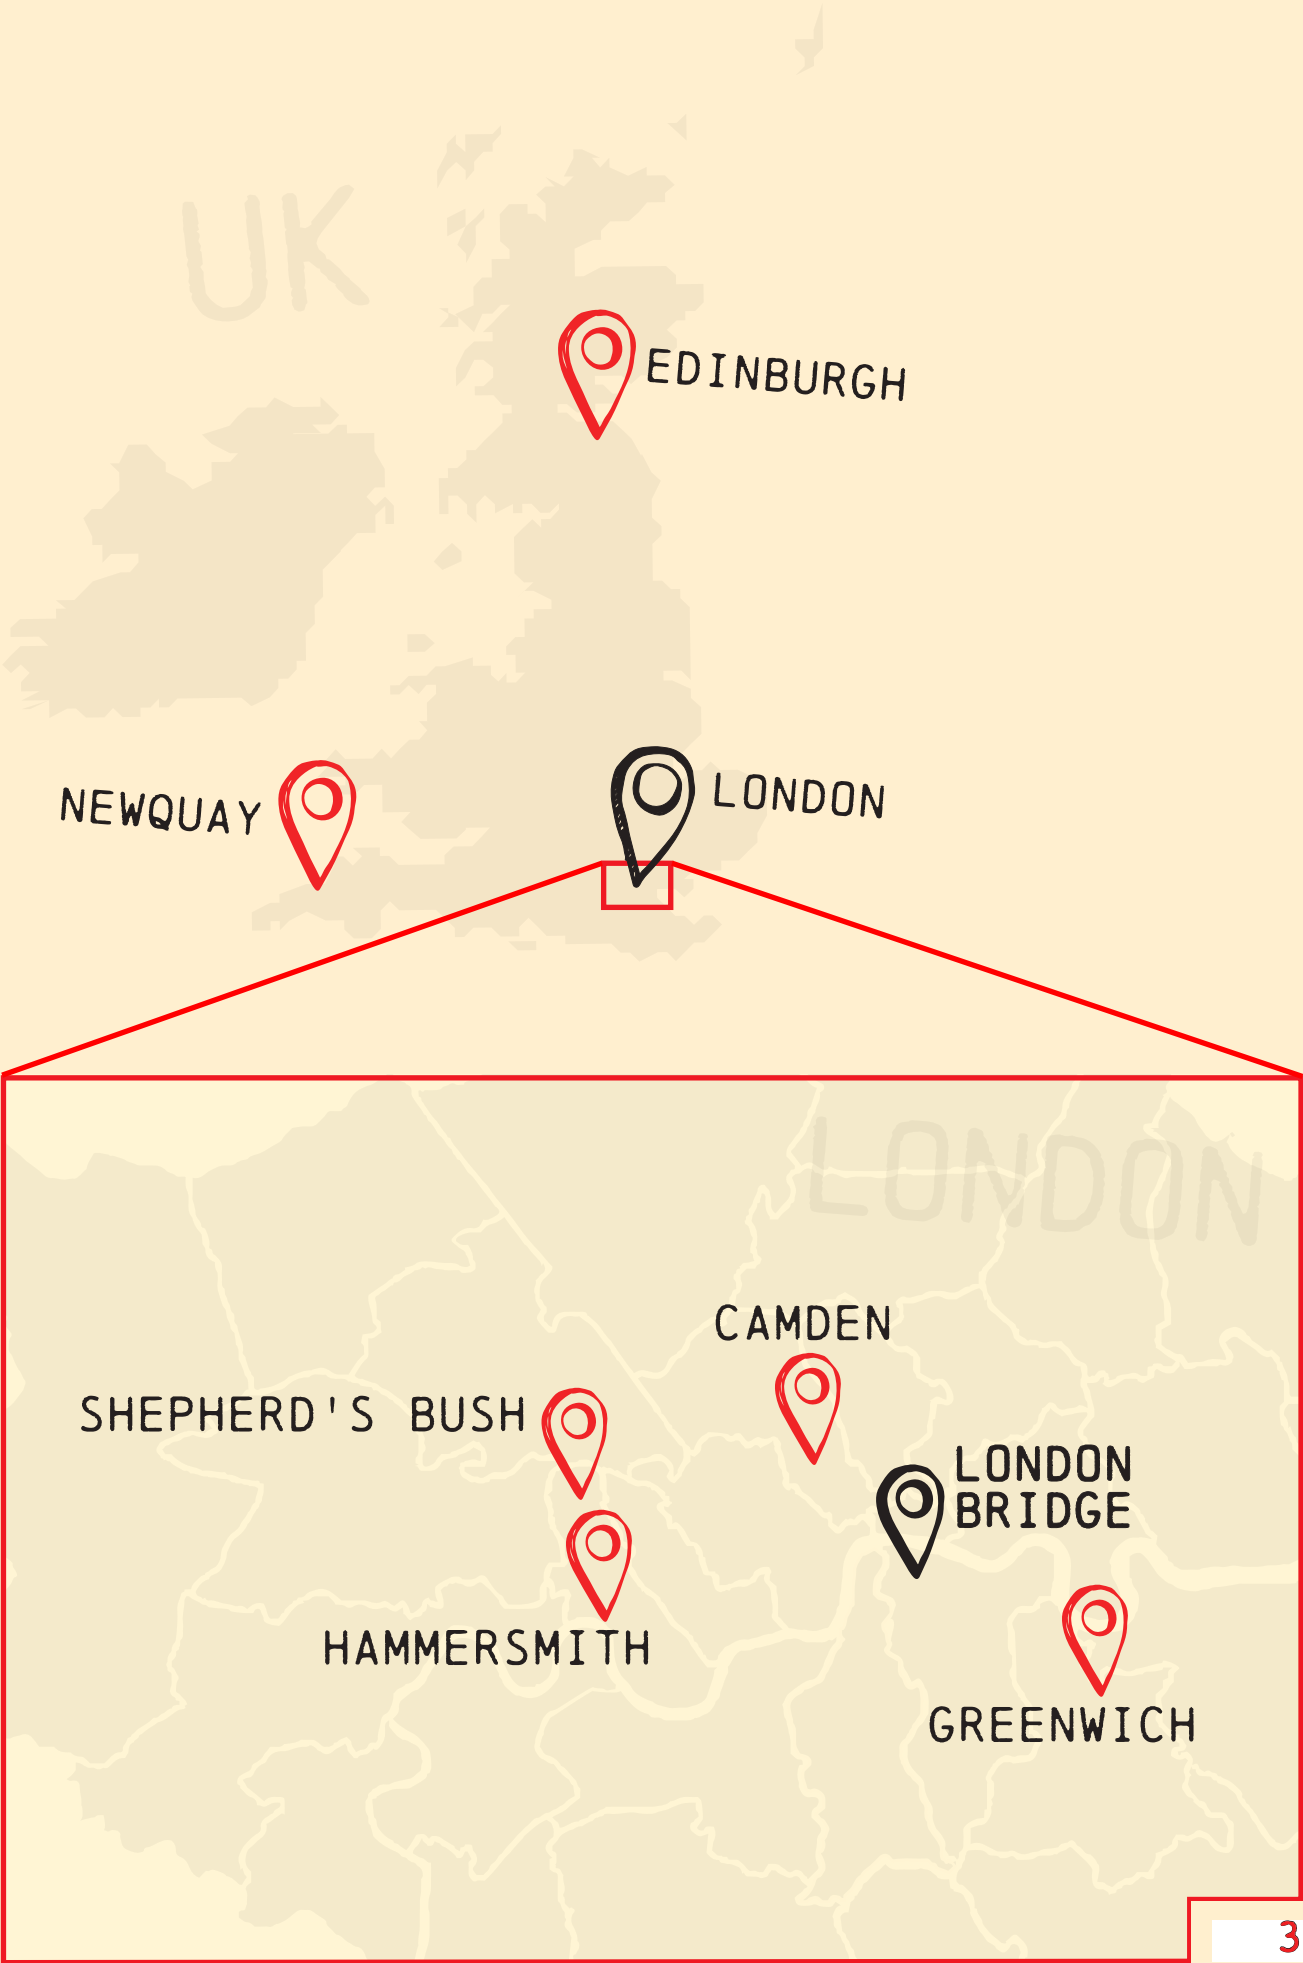 UK
EDINBURGH
NEWQUAY
LONDON
LONDON
CAMDEN
SHEPHERD'S BUSH
LONDON
BRIDGE
HAMMERSMITH
GREENWICH
3